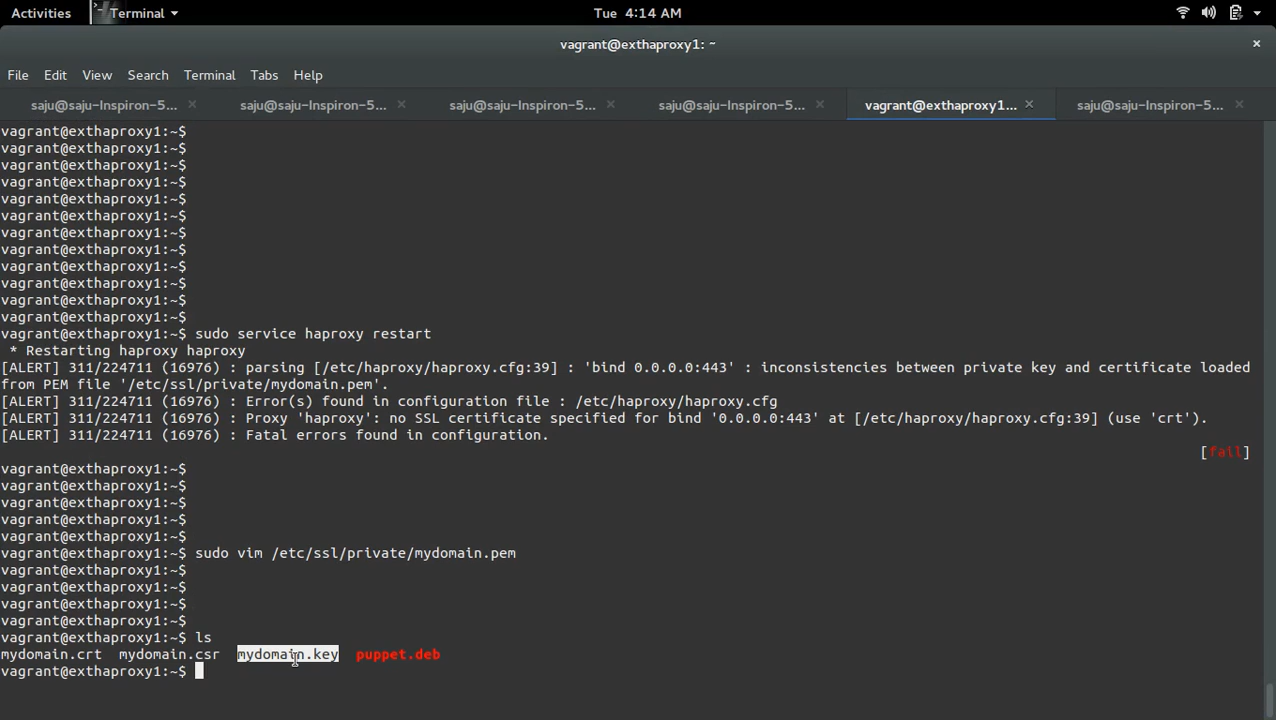 Activities Terminal Tue 4:14 AM
vagrant@exthaproxy1: ~ ×
File Edit View Search Terminal Tabs Help
saju@saju-Inspiron-5... × saju@saju-Inspiron-5... × saju@saju-Inspiron-5... × saju@saju-Inspiron-5... × vagrant@exthaproxy1... × saju@saju-Inspiron-5... ×
vagrant@exthaproxy1:~$
vagrant@exthaproxy1:~$
vagrant@exthaproxy1:~$
vagrant@exthaproxy1:~$
vagrant@exthaproxy1:~$
vagrant@exthaproxy1:~$
vagrant@exthaproxy1:~$
vagrant@exthaproxy1:~$
vagrant@exthaproxy1:~$
vagrant@exthaproxy1:~$
vagrant@exthaproxy1:~$
vagrant@exthaproxy1:~$
vagrant@exthaproxy1:~$ sudo service haproxy restart
* Restarting haproxy haproxy
[ALERT] 311/224711 (16976) : parsing [/etc/haproxy/haproxy.cfg:39] : 'bind 0.0.0.0:443' : inconsistencies between private key and certificate loaded
from PEM file '/etc/ssl/private/mydomain.pem'.
[ALERT] 311/224711 (16976) : Error(s) found in configuration file : /etc/haproxy/haproxy.cfg
[ALERT] 311/224711 (16976) : Proxy 'haproxy': no SSL certificate specified for bind '0.0.0.0:443' at [/etc/haproxy/haproxy.cfg:39] (use 'crt').
[ALERT] 311/224711 (16976) : Fatal errors found in configuration.
[fail]
vagrant@exthaproxy1:~$
vagrant@exthaproxy1:~$
vagrant@exthaproxy1:~$
vagrant@exthaproxy1:~$
vagrant@exthaproxy1:~$
vagrant@exthaproxy1:~$ sudo vim /etc/ssl/private/mydomain.pem
vagrant@exthaproxy1:~$
vagrant@exthaproxy1:~$
vagrant@exthaproxy1:~$
vagrant@exthaproxy1:~$
vagrant@exthaproxy1:~$ ls
mydomain.crt mydomain.csr mydomain.key puppet.deb
vagrant@exthaproxy1:~$